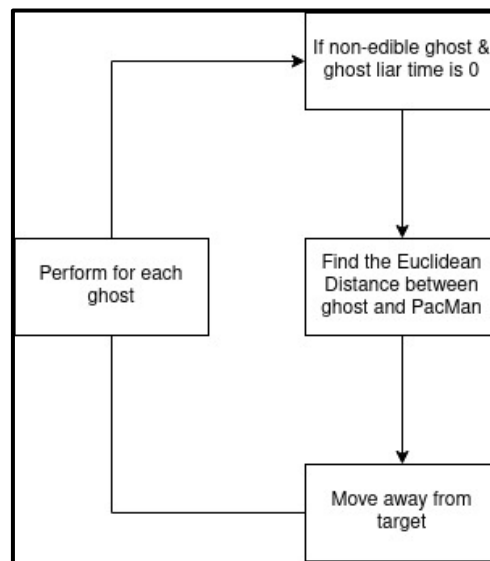 If non-edible ghost &
ghost liar time is 0
Perform for each
ghost
Find the Euclidean
Distance between
ghost and PacMan
Move away from
target